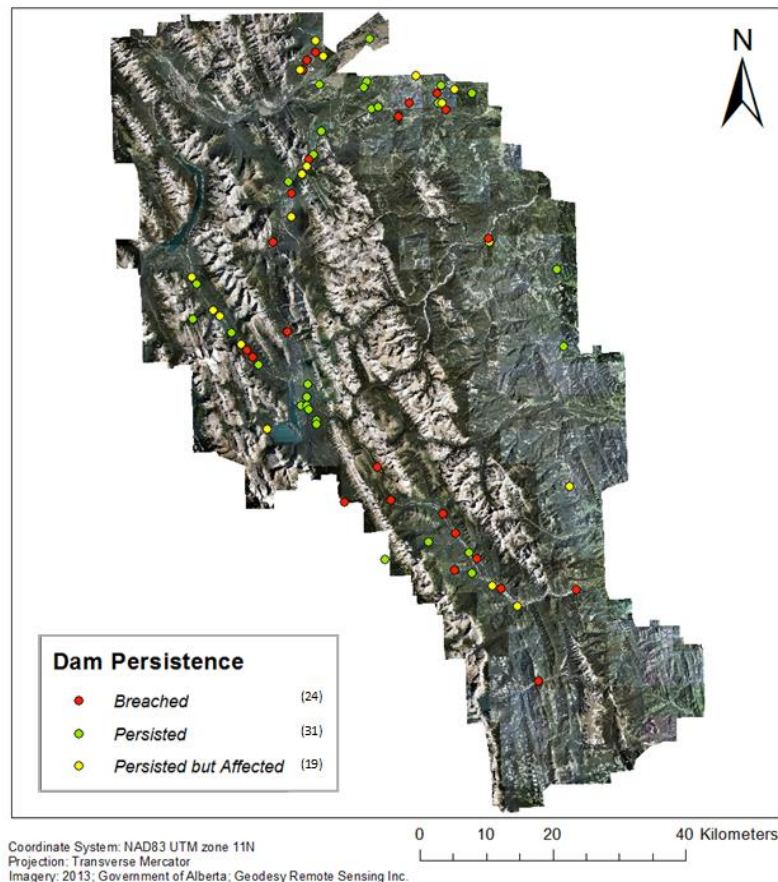 N
Dam Persistence
Breached (24)
Persisted (31)
Persisted but Affected (19)
0 10 20 40 Kilometers
Coordinate System: NAD83 UTM zone 11N
Projection: Transverse Mercator
Imagery: 2013; Government of Alberta; Geodesy Remote Sensing Inc.